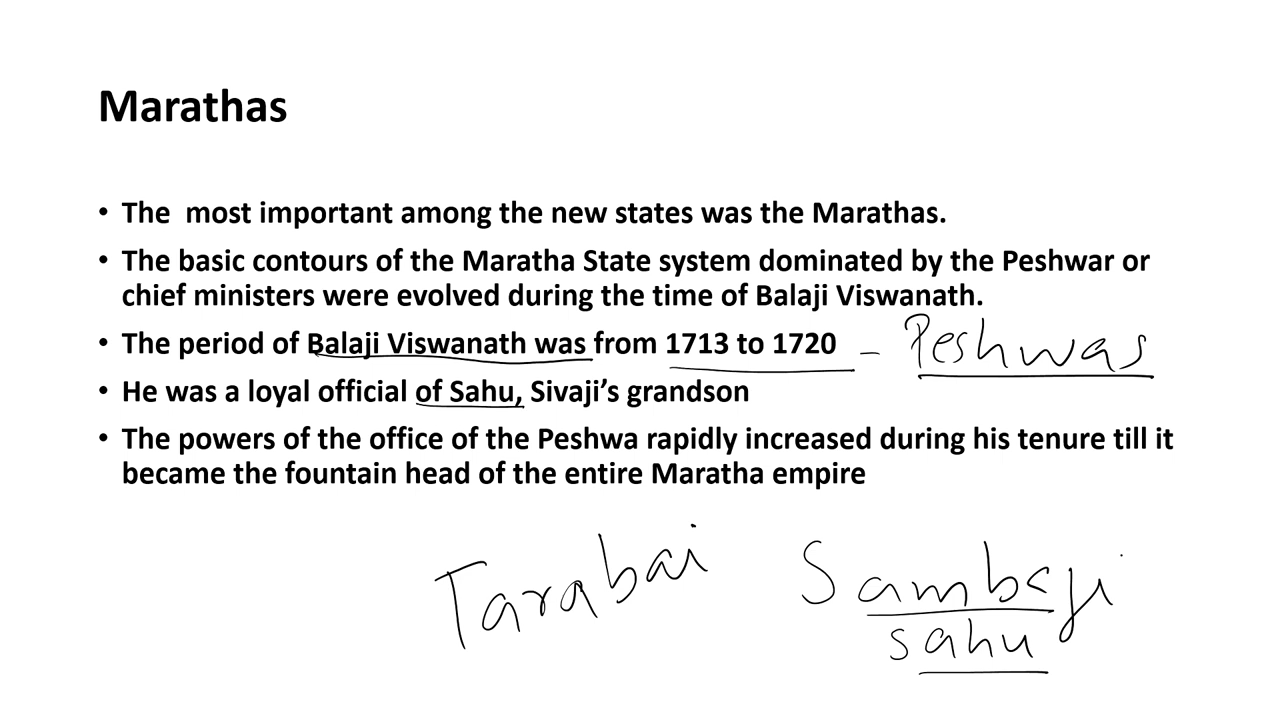 Marathas
• The most important among the new states was the Marathas.
• The basic contours of the Maratha State system dominated by the Peshwar or
chief ministers were evolved during the time of Balaji Viswanath.
• The period of Balaji Viswanath was from 1713 to 1720 – Peshwas
• He was a loyal official of Sahu, Sivaji’s grandson
• The powers of the office of the Peshwa rapidly increased during his tenure till it
became the fountain head of the entire Maratha empire
Tarabai Sambaji
sahu